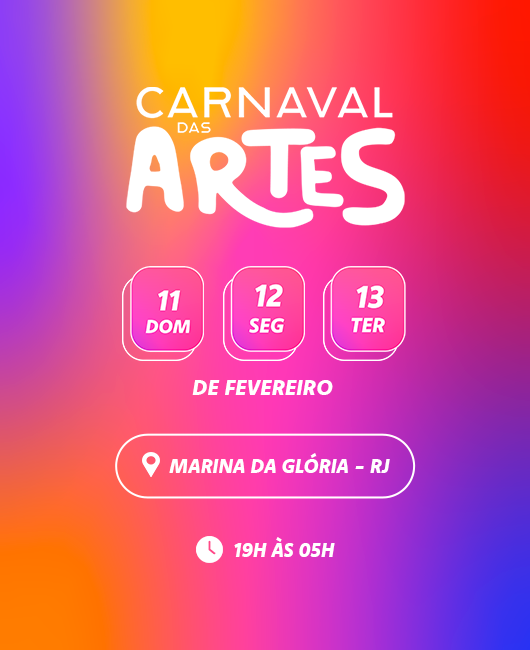 CARNAVAL
DAS
ARTES
11 12 13
DOM SEG TER
DE FEVEREIRO
MARINA DA GLÓRIA – RJ
19H ÀS 05H